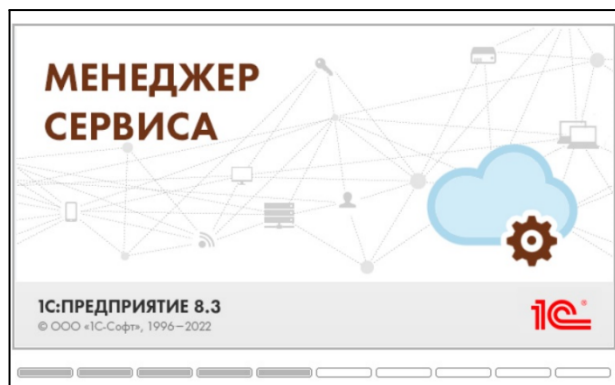 МЕНЕДЖЕР
СЕРВИСА
1С:ПРЕДПРИЯТИЕ 8.3
© ООО «1С-Софт», 1996–2022
1С